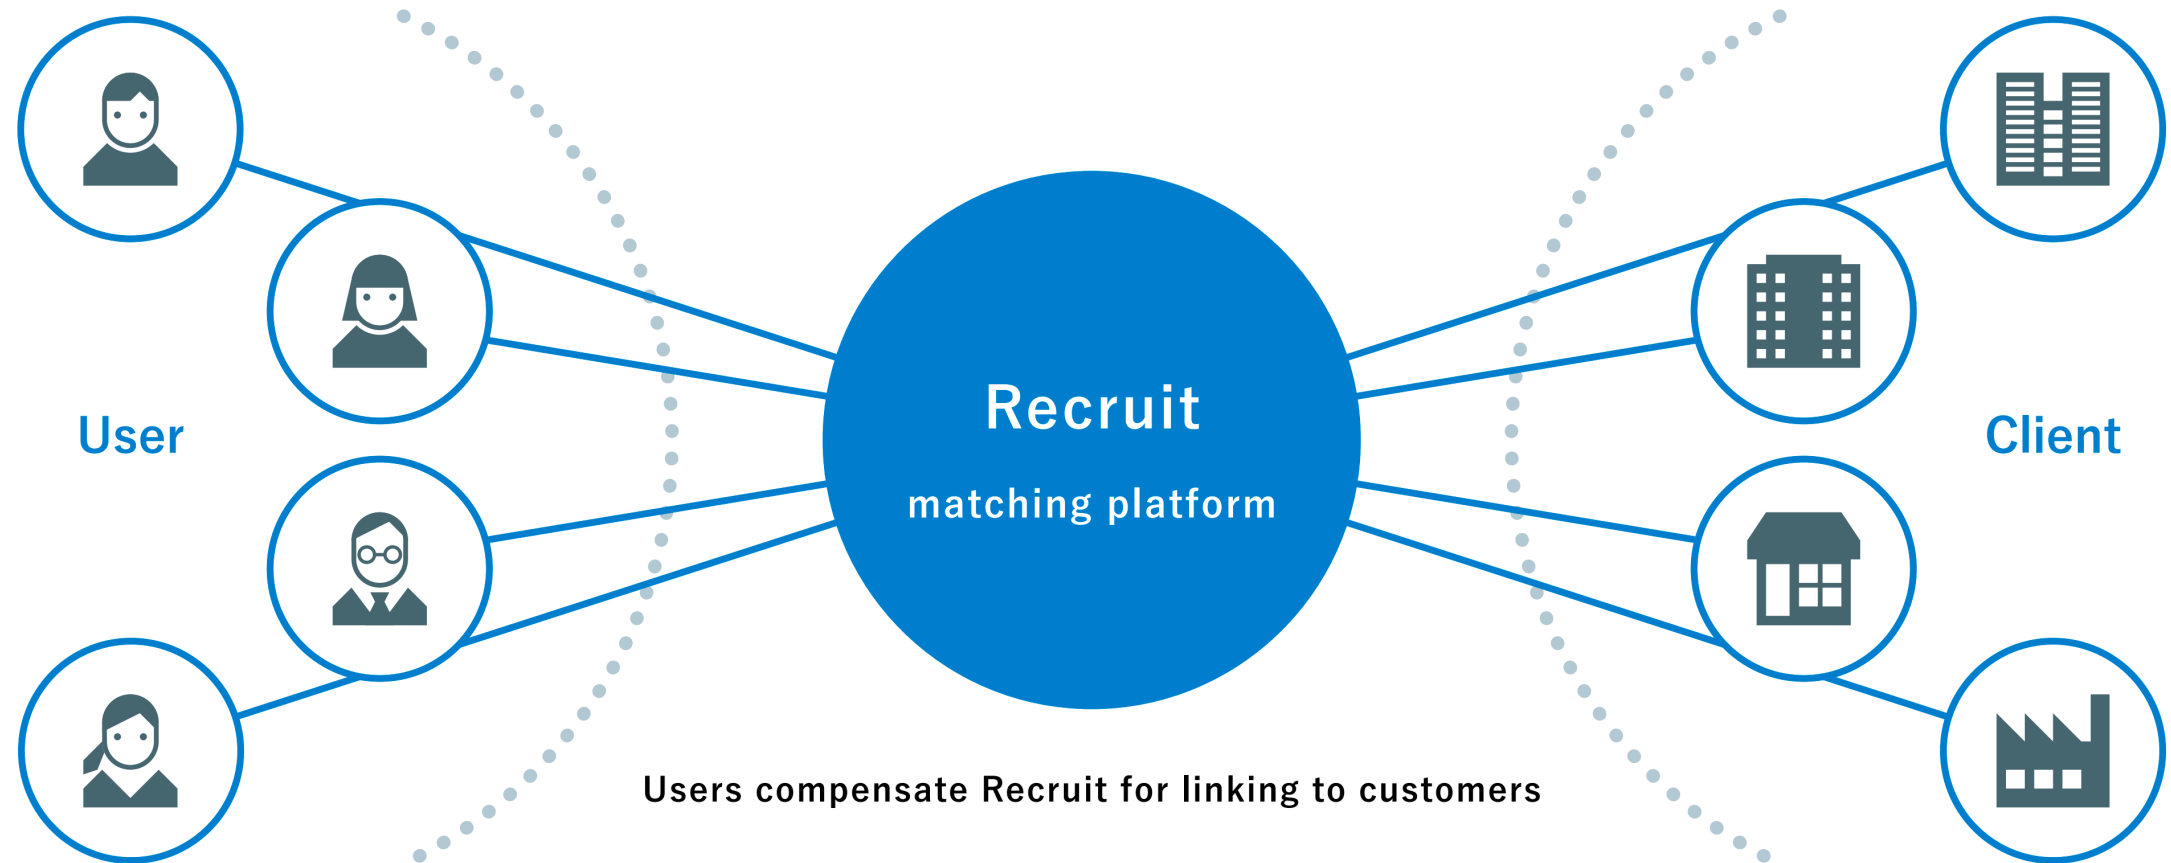 Recruit
matching platform
User
Client
Users compensate Recruit for linking to customers